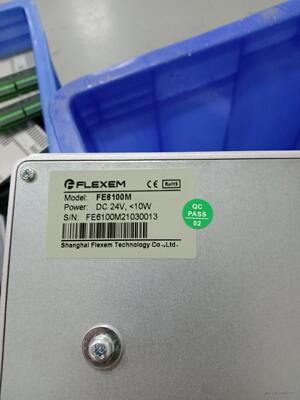 FLEXEM
CE RoHS
Model: FE6100M
Power: DC 24V, <10W
S/N: FE6100M21030013
Shanghai Flexem Technology Co.,Ltd.
QC
PASS
02